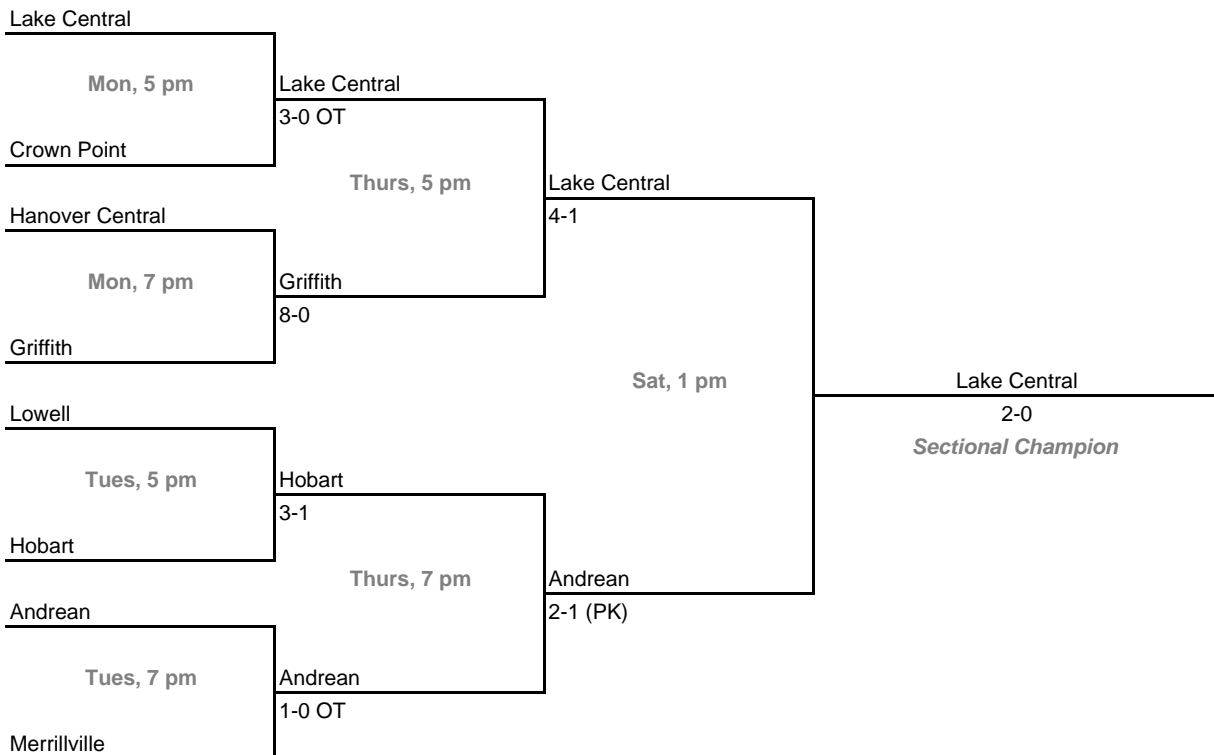 Lake Central
Mon, 5 pm
Lake Central
3-0 OT
Crown Point
Thurs, 5 pm
Lake Central
4-1
Hanover Central
Mon, 7 pm
Griffith
8-0
Griffith
Sat, 1 pm
Lake Central
2-0
Sectional Champion
Lowell
Tues, 5 pm
Hobart
3-1
Hobart
Thurs, 7 pm
Andrean
2-1 (PK)
Andrean
Tues, 7 pm
Andrean
1-0 OT
Merrillville